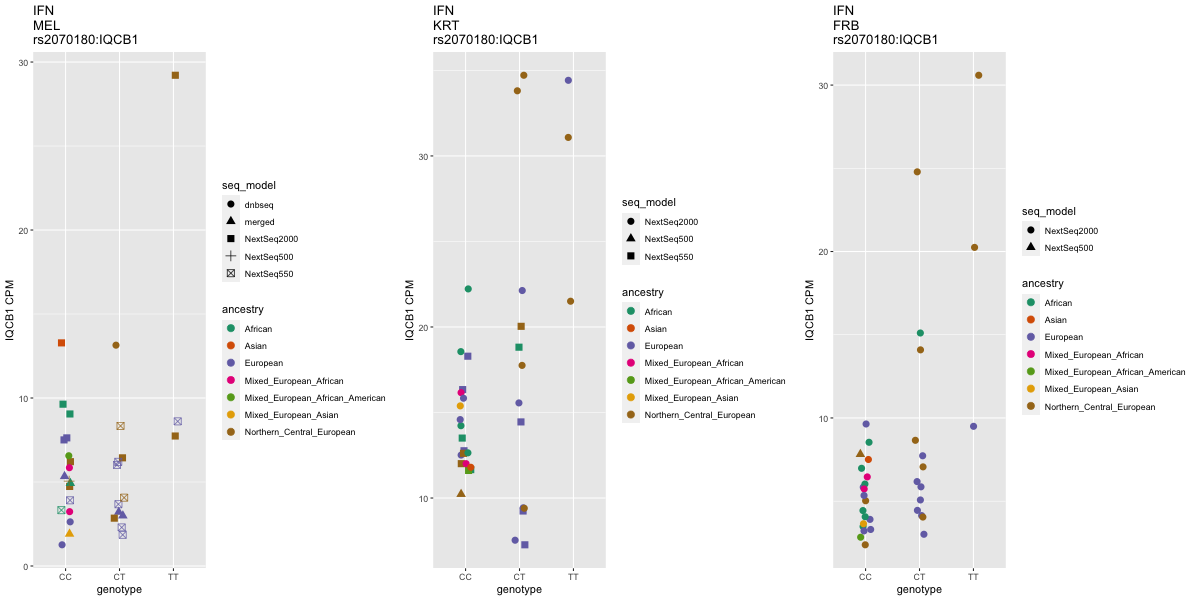 IFN
MEL
rs2070180:IQCB1
IQCB1 CPM
30
20
10
0
CC
CT
TT
genotype
seq_model
dnbseq
merged
NextSeq2000
NextSeq500
NextSeq550
ancestry
African
Asian
European
Mixed_European_African
Mixed_European_African_American
Mixed_European_Asian
Northern_Central_European
IFN
KRT
rs2070180:IQCB1
IQCB1 CPM
30
20
10
CC
CT
TT
genotype
seq_model
NextSeq2000
NextSeq500
NextSeq550
ancestry
African
Asian
European
Mixed_European_African
Mixed_European_African_American
Mixed_European_Asian
Northern_Central_European
IFN
FRB
rs2070180:IQCB1
IQCB1 CPM
30
20
10
CC
CT
TT
genotype
seq_model
NextSeq2000
NextSeq500
ancestry
African
Asian
European
Mixed_European_African
Mixed_European_African_American
Mixed_European_Asian
Northern_Central_European